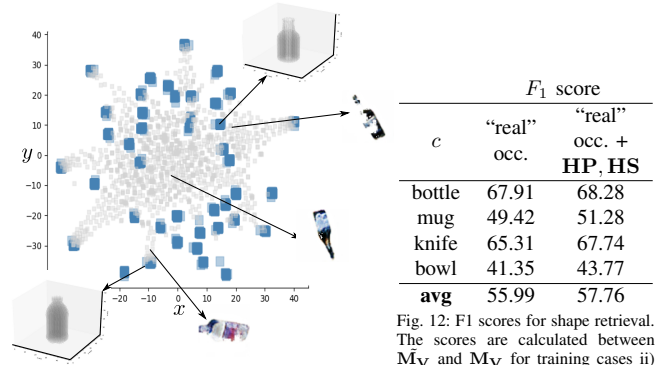 40
30
20
10
0
−10
−20
−30
y
−20
−10
0
10
20
30
40
x
F₁ score
c
“real” occ.
“real” occ. + HP, HS
bottle 67.91 68.28
mug 49.42 51.28
knife 65.31 67.74
bowl 41.35 43.77
avg 55.99 57.76
Fig. 12: F1 scores for shape retrieval.
The scores are calculated between
M̃_V and M_V for training cases ii)